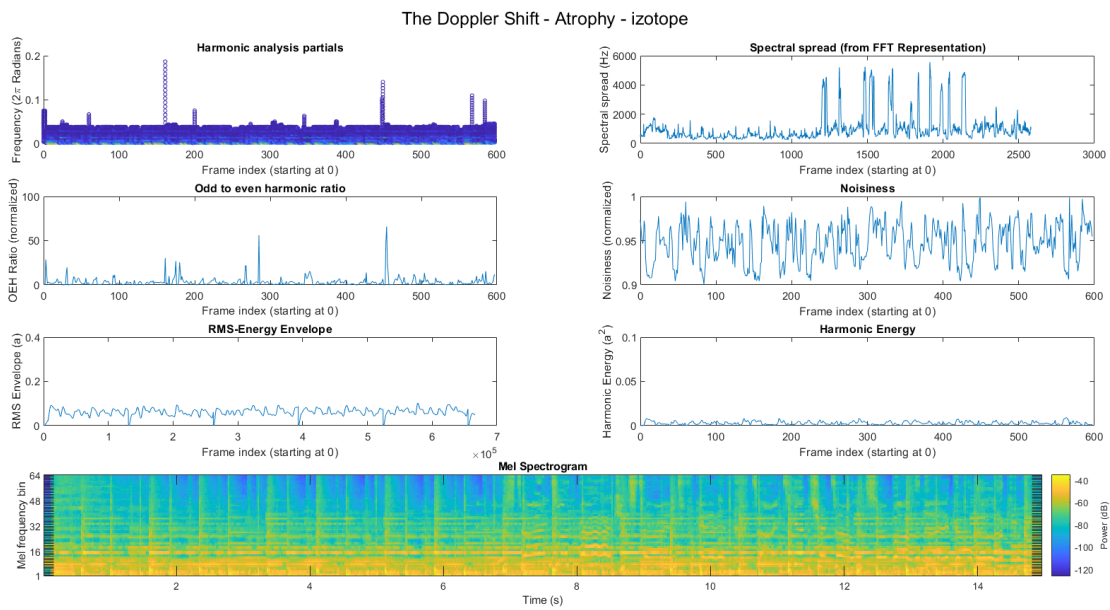 The Doppler Shift - Atrophy - izotope
Harmonic analysis partials
Frequency (2π Radians)
0.2
0.1
0
0 100 200 300 400 500 600
Frame index (starting at 0)
Spectral spread (from FFT Representation)
Spectral spread (Hz)
6000
4000
2000
0
0 500 1000 1500 2000 2500 3000
Frame index (starting at 0)
Odd to even harmonic ratio
OEH Ratio (normalized)
100
50
0
0 100 200 300 400 500 600
Frame index (starting at 0)
Noisiness
Noisiness (normalized)
1
0.95
0.9
0 100 200 300 400 500 600
Frame index (starting at 0)
RMS-Energy Envelope
RMS Envelope (a)
0.4
0.2
0
0 1 2 3 4 5 6 7
Frame index (starting at 0)
×10⁵
Harmonic Energy
Harmonic Energy (a²)
0.1
0.05
0
0 100 200 300 400 500 600
Frame index (starting at 0)
Mel Spectrogram
Mel frequency bin
64
48
32
16
1
2 4 6 8 10 12 14
Time (s)
-40
-60
-80
-100
-120
Power (dB)